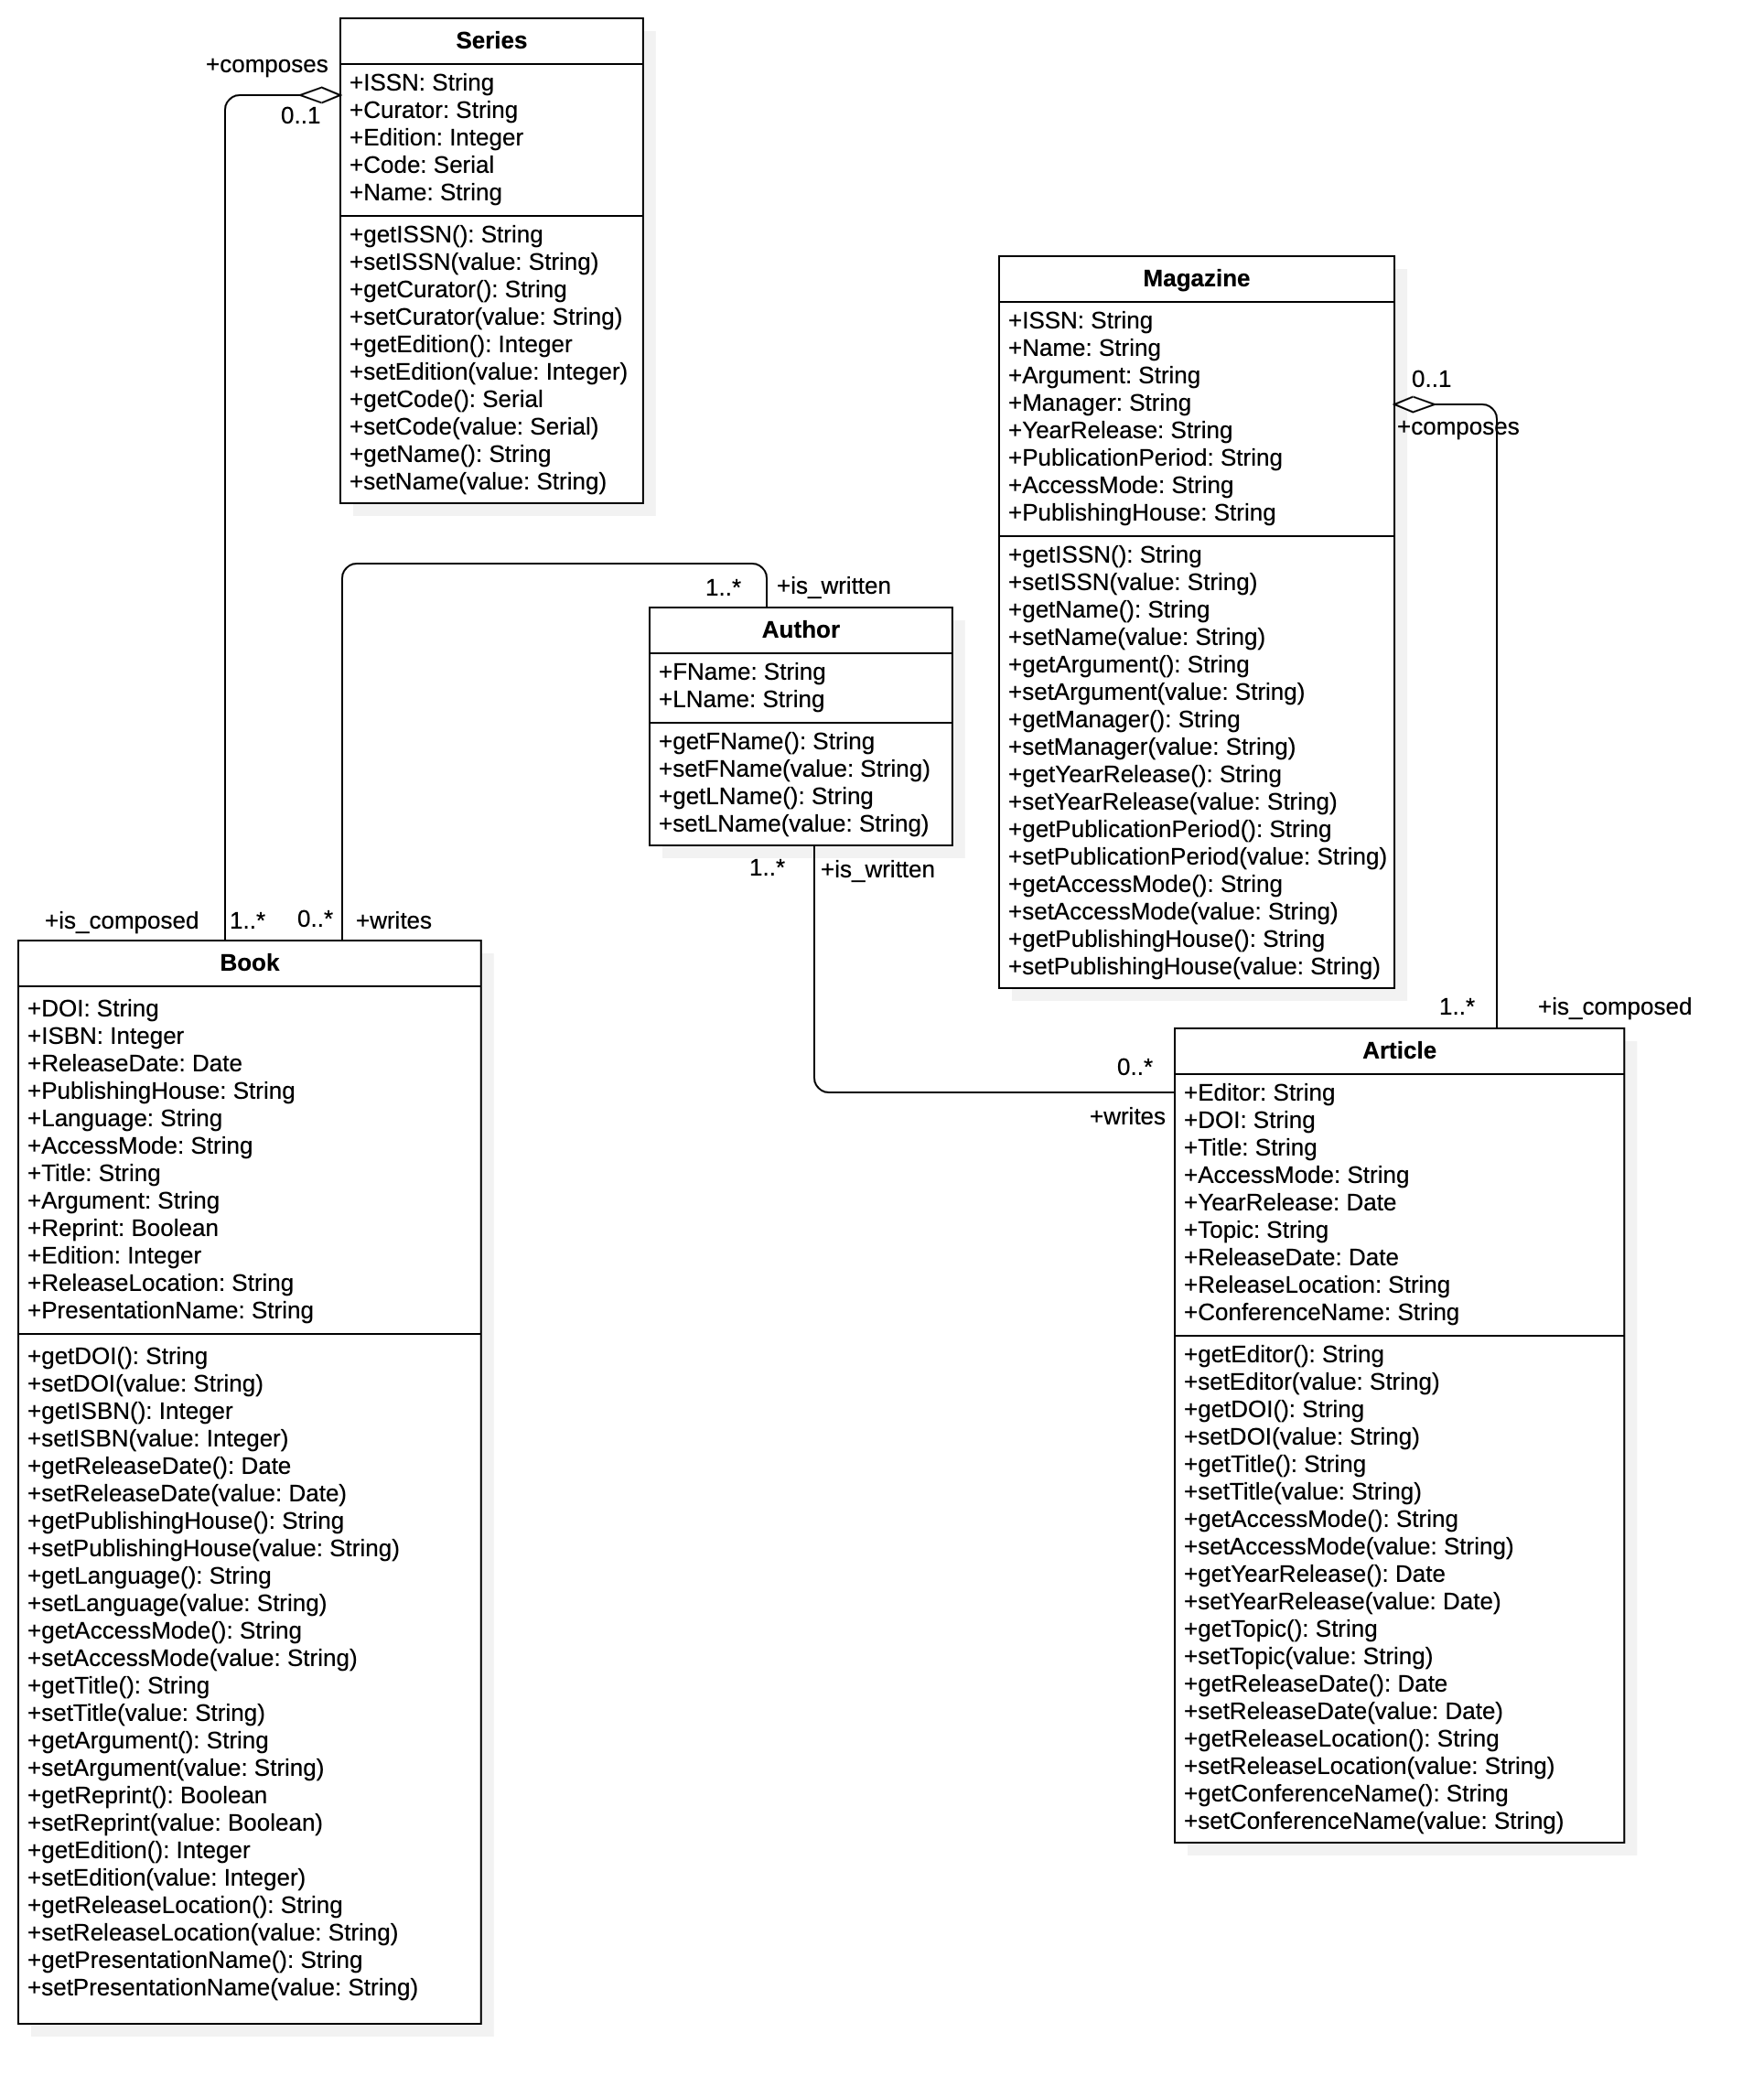 Series
+composes
0..1
+ISSN: String
+Curator: String
+Edition: Integer
+Code: Serial
+Name: String
+getISSN(): String
+setISSN(value: String)
+getCurator(): String
+setCurator(value: String)
+getEdition(): Integer
+setEdition(value: Integer)
+getCode(): Serial
+setCode(value: Serial)
+getName(): String
+setName(value: String)
Magazine
+ISSN: String
+Name: String
+Argument: String
+Manager: String
+YearRelease: String
+PublicationPeriod: String
+AccessMode: String
+PublishingHouse: String
+getISSN(): String
+setISSN(value: String)
+getName(): String
+setName(value: String)
+getArgument(): String
+setArgument(value: String)
+getManager(): String
+setManager(value: String)
+getYearRelease(): String
+setYearRelease(value: String)
+getPublicationPeriod(): String
+setPublicationPeriod(value: String)
+getAccessMode(): String
+setAccessMode(value: String)
+getPublishingHouse(): String
+setPublishingHouse(value: String)
0..1
+composes
1..* +is_written
Author
+FName: String
+LName: String
+getFName(): String
+setFName(value: String)
+getLName(): String
+setLName(value: String)
1..* +is_written
+is_composed 1..* 0..* +writes
Book
+DOI: String
+ISBN: Integer
+ReleaseDate: Date
+PublishingHouse: String
+Language: String
+AccessMode: String
+Title: String
+Argument: String
+Reprint: Boolean
+Edition: Integer
+ReleaseLocation: String
+PresentationName: String
+getDOI(): String
+setDOI(value: String)
+getISBN(): Integer
+setISBN(value: Integer)
+getReleaseDate(): Date
+setReleaseDate(value: Date)
+getPublishingHouse(): String
+setPublishingHouse(value: String)
+getLanguage(): String
+setLanguage(value: String)
+getAccessMode(): String
+setAccessMode(value: String)
+getTitle(): String
+setTitle(value: String)
+getArgument(): String
+setArgument(value: String)
+getReprint(): Boolean
+setReprint(value: Boolean)
+getEdition(): Integer
+setEdition(value: Integer)
+getReleaseLocation(): String
+setReleaseLocation(value: String)
+getPresentationName(): String
+setPresentationName(value: String)
1..* +is_composed
0..*
+writes
Article
+Editor: String
+DOI: String
+Title: String
+AccessMode: String
+YearRelease: Date
+Topic: String
+ReleaseDate: Date
+ReleaseLocation: String
+ConferenceName: String
+getEditor(): String
+setEditor(value: String)
+getDOI(): String
+setDOI(value: String)
+getTitle(): String
+setTitle(value: String)
+getAccessMode(): String
+setAccessMode(value: String)
+getYearRelease(): Date
+setYearRelease(value: Date)
+getTopic(): String
+setTopic(value: String)
+getReleaseDate(): Date
+setReleaseDate(value: Date)
+getReleaseLocation(): String
+setReleaseLocation(value: String)
+getConferenceName(): String
+setConferenceName(value: String)